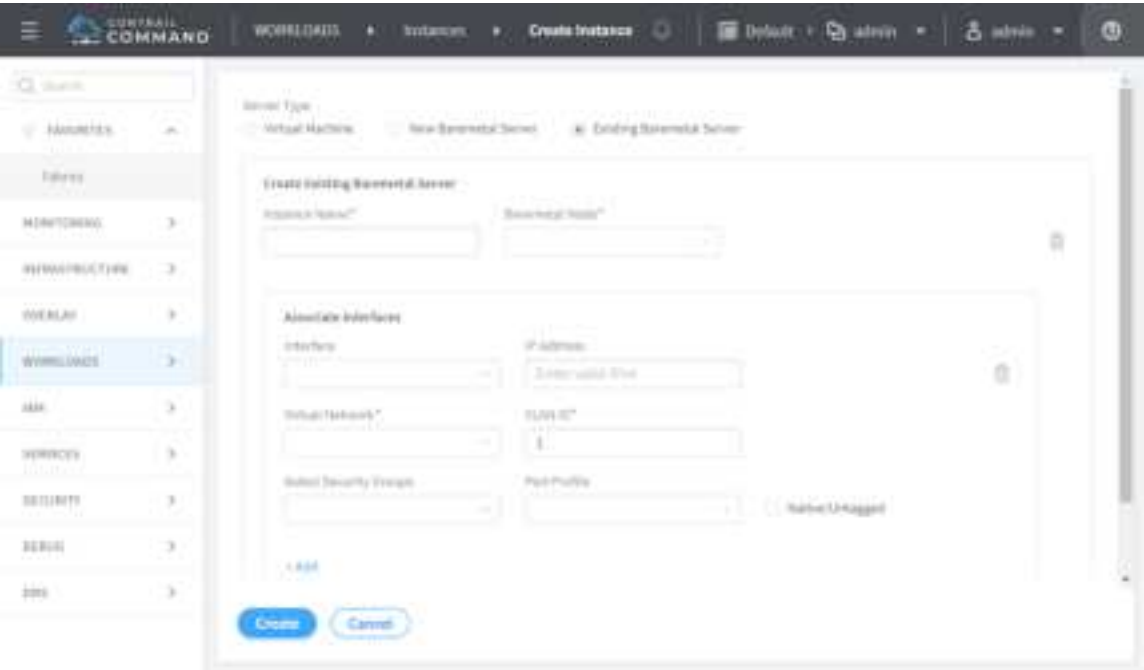 CONTRAIL
COMMAND
WORKLOADS
Instances
Create Instance
Default
admin
admin
Search
FAVOURITES
Fabrics
MONITORING
INFRASTRUCTURE
OVERLAY
WORKLOADS
IAM
SERVICES
SECURITY
DEBUG
DNS
Server Type
Virtual Machine
New Baremetal Server
Existing Baremetal Server
Create Existing Baremetal Server
Instance Name*
Baremetal Node*
Associate Interfaces
Interface
IP Address
Enter valid IPv4
Virtual Network*
VLAN ID*
Select Security Groups
Port Profile
Native/Untagged
+ Add
Create
Cancel